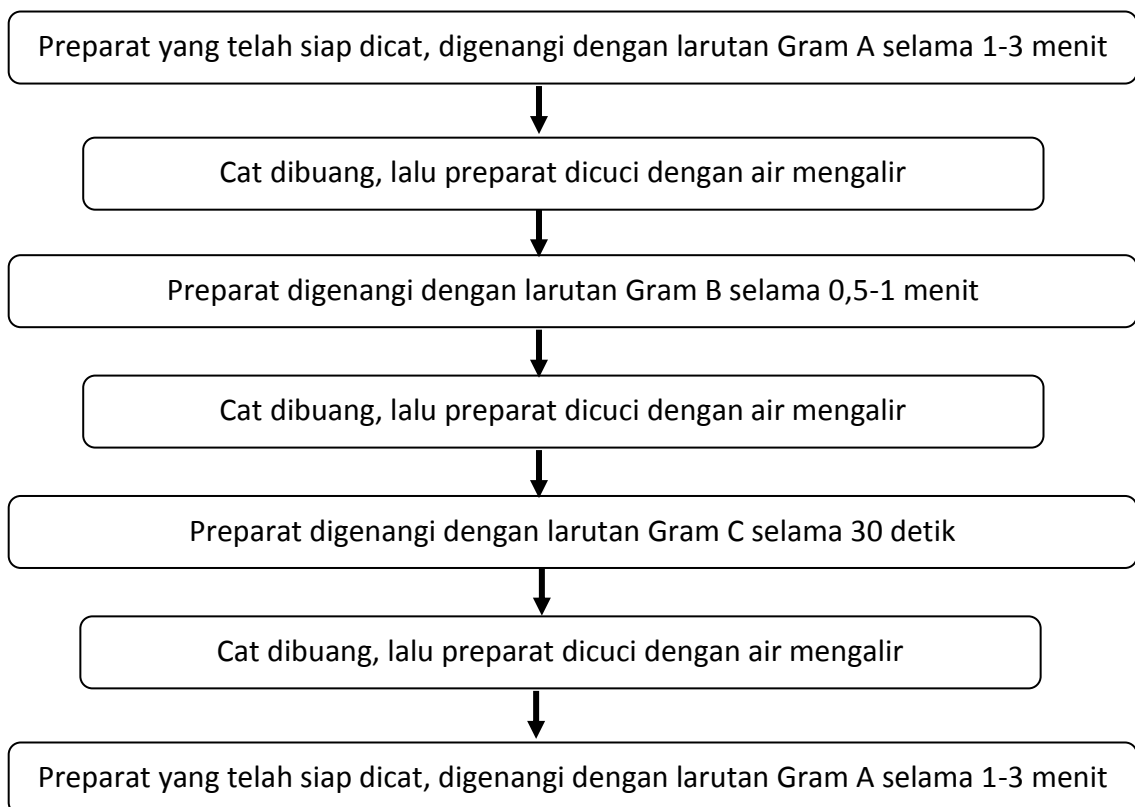 Preparat yang telah siap dicat, digenangi dengan larutan Gram A selama 1-3 menit
Cat dibuang, lalu preparat dicuci dengan air mengalir
Preparat digenangi dengan larutan Gram B selama 0,5-1 menit
Cat dibuang, lalu preparat dicuci dengan air mengalir
Preparat digenangi dengan larutan Gram C selama 30 detik
Cat dibuang, lalu preparat dicuci dengan air mengalir
Preparat yang telah siap dicat, digenangi dengan larutan Gram A selama 1-3 menit